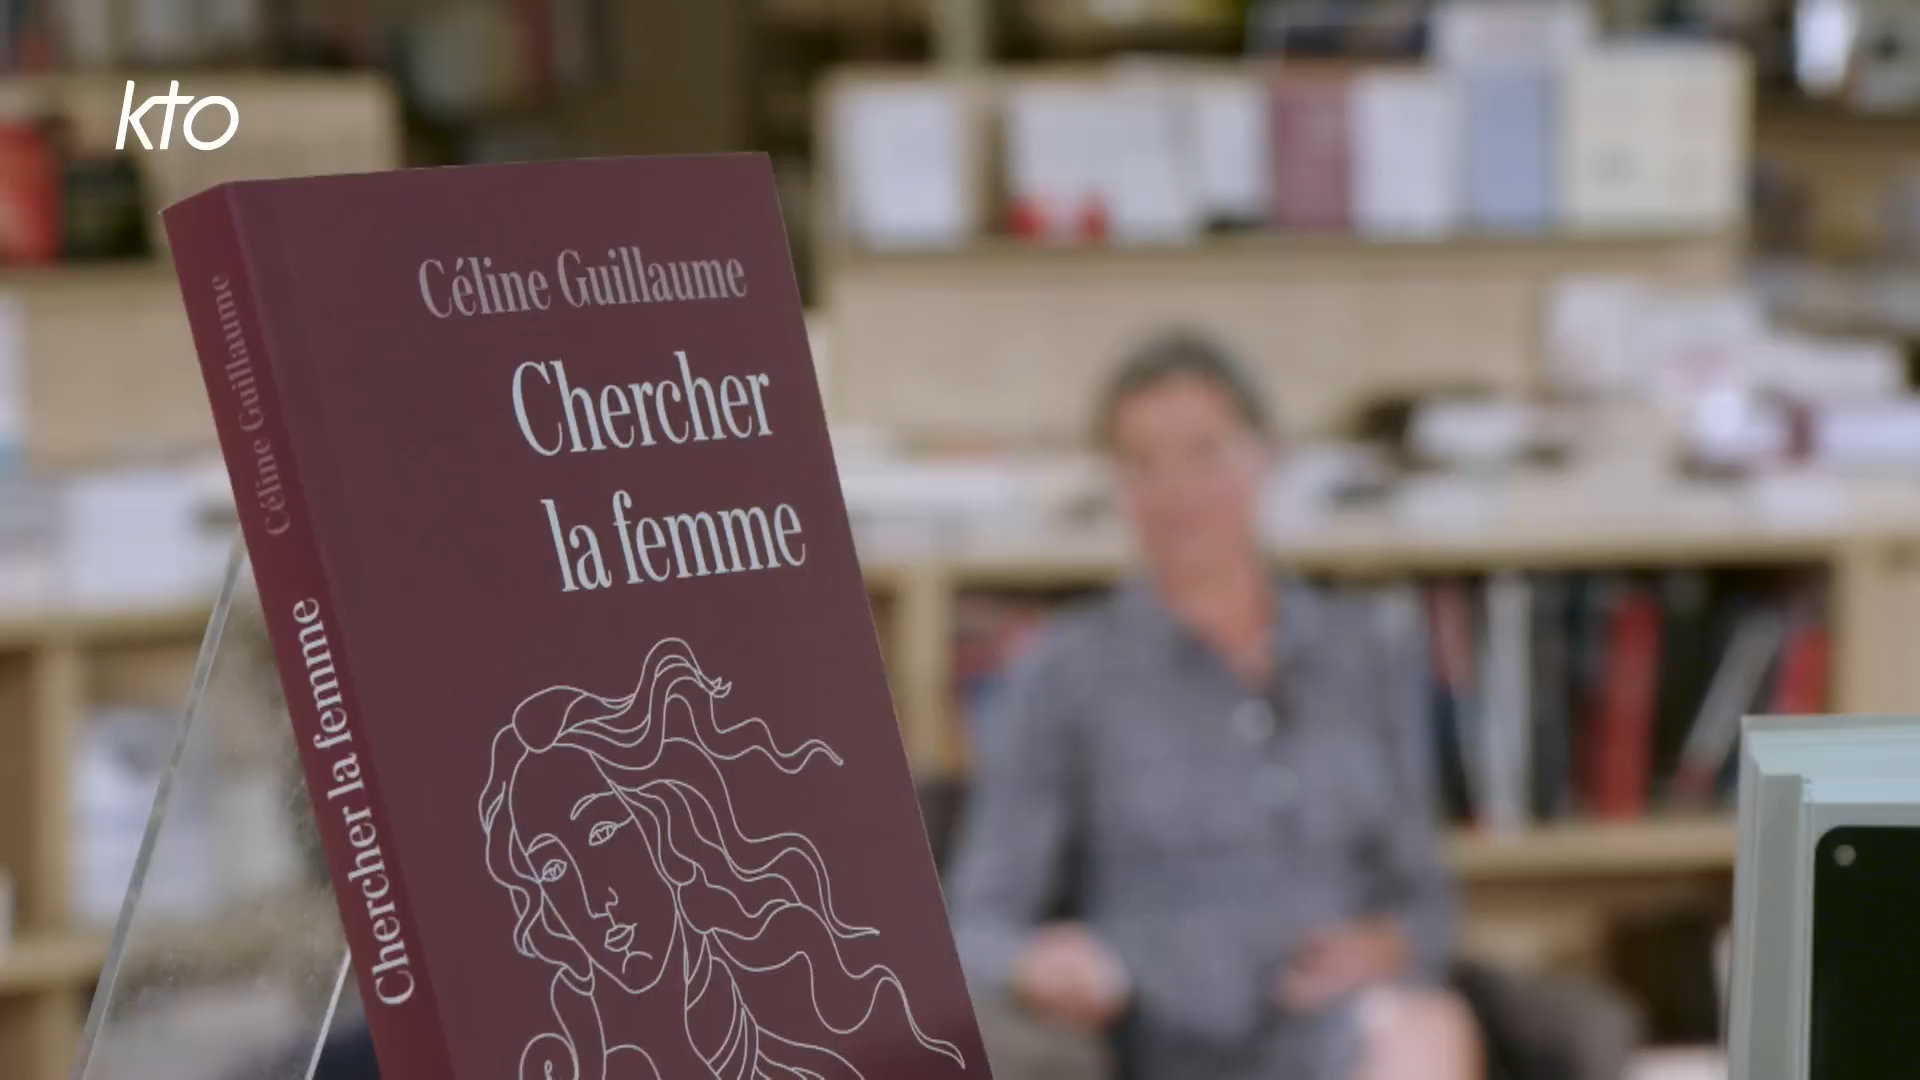 kto
Céline Guillaume
Chercher
la femme
Céline Guillaume
Chercher la femme